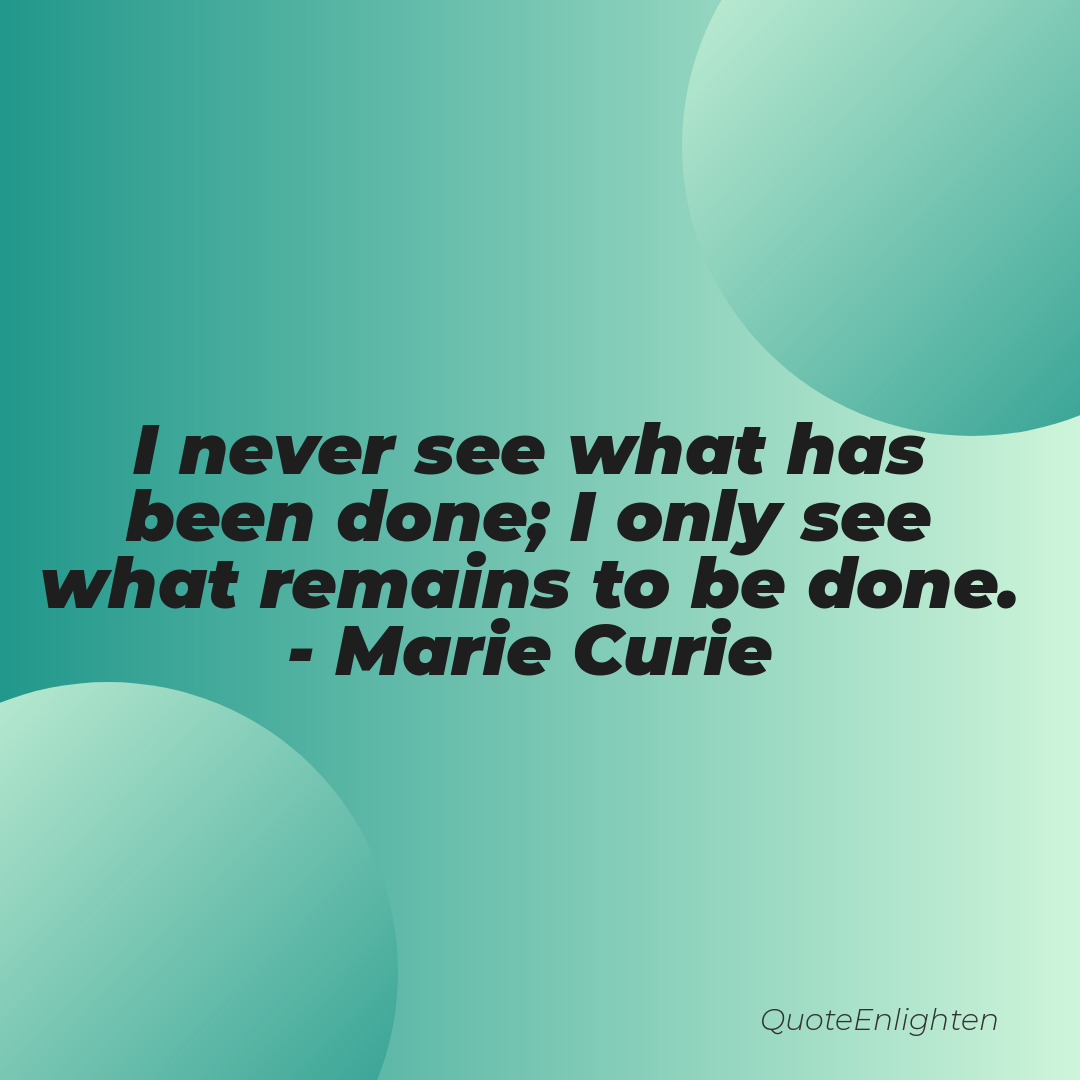 I never see what has
been done; I only see
what remains to be done.
- Marie Curie
QuoteEnlighten